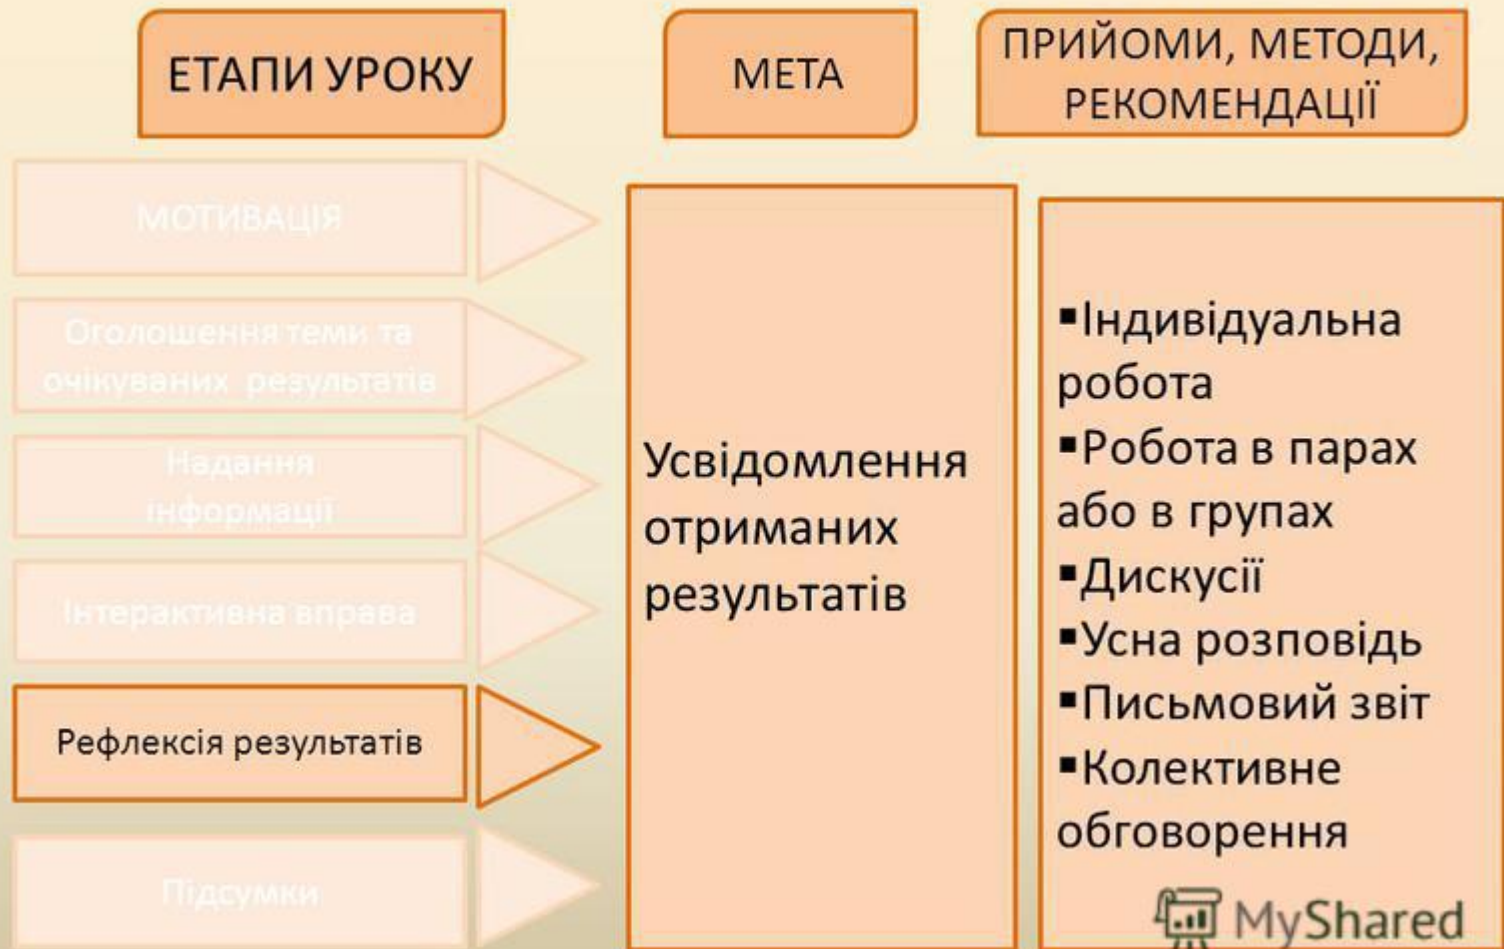 ЕТАПИ УРОКУ
МЕТА
ПРИЙОМИ, МЕТОДИ,
РЕКОМЕНДАЦІЇ
МОТИВАЦІЯ
Оголошення теми та
очікуваних результатів
Надання
інформації
Інтерактивна вправа
Рефлексія результатів
Підсумки
Усвідомлення
отриманих
результатів
▪Індивідуальна
робота
▪Робота в парах
або в групах
▪Дискусії
▪Усна розповідь
▪Письмовий звіт
▪Колективне
обговорення
MyShared